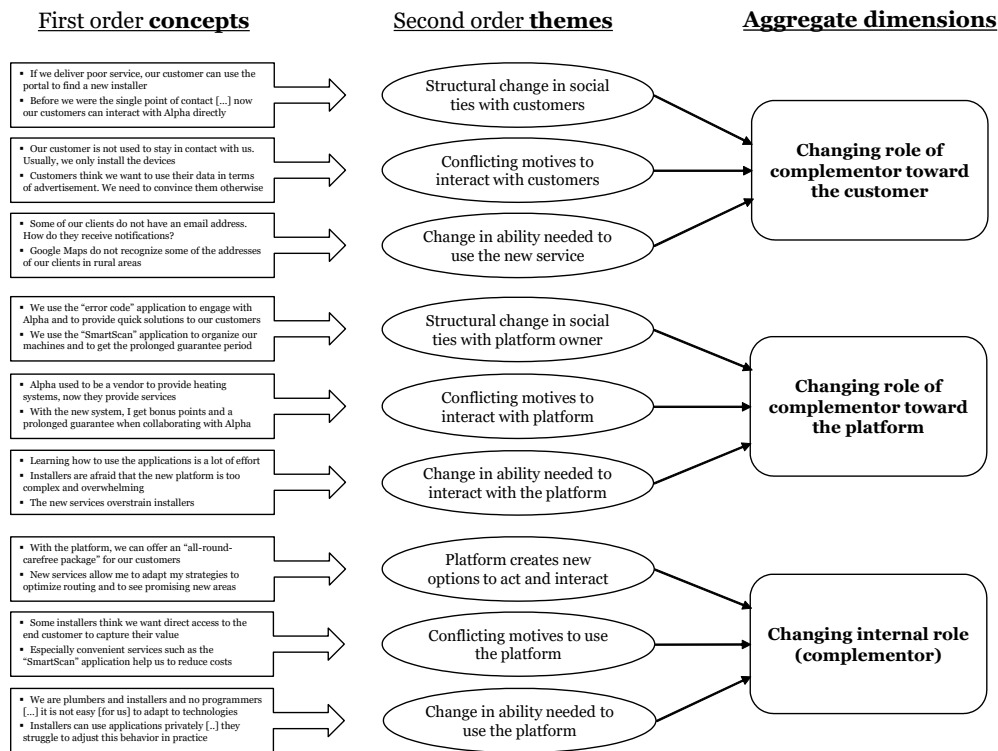 First order concepts
Second order themes
Aggregate dimensions
▪ If we deliver poor service, our customer can use the
portal to find a new installer
▪ Before we were the single point of contact [...] now
our customers can interact with Alpha directly
Structural change in social
ties with customers
▪ Our customer is not used to stay in contact with us.
Usually, we only install the devices
▪ Customers think we want to use their data in terms
of advertisement. We need to convince them otherwise
Conflicting motives to
interact with customers
▪ Some of our clients do not have an email address.
How do they receive notifications?
▪ Google Maps do not recognize some of the addresses
of our clients in rural areas
Change in ability needed to
use the new service
Changing role of
complementor toward
the customer
▪ We use the “error code” application to engage with
Alpha and to provide quick solutions to our customers
▪ We use the “SmartScan” application to organize our
machines and to get the prolonged guarantee period
Structural change in social
ties with platform owner
▪ Alpha used to be a vendor to provide heating
systems, now they provide services
▪ With the new system, I get bonus points and a
prolonged guarantee when collaborating with Alpha
Conflicting motives to
interact with platform
▪ Learning how to use the applications is a lot of effort
▪ Installers are afraid that the new platform is too
complex and overwhelming
▪ The new services overstrain installers
Change in ability needed to
interact with the platform
Changing role of
complementor toward
the platform
▪ With the platform, we can offer an “all-round-
carefree package” for our customers
▪ New services allow me to adapt my strategies to
optimize routing and to see promising new areas
Platform creates new
options to act and interact
▪ Some installers think we want direct access to the
end customer to capture their value
▪ Especially convenient services such as the
“SmartScan” application help us to reduce costs
Conflicting motives to use
the platform
▪ We are plumbers and installers and no programmers
[...] it is not easy [for us] to adapt to technologies
▪ Installers can use applications privately [..] they
struggle to adjust this behavior in practice
Change in ability needed to
use the platform
Changing internal role
(complementor)